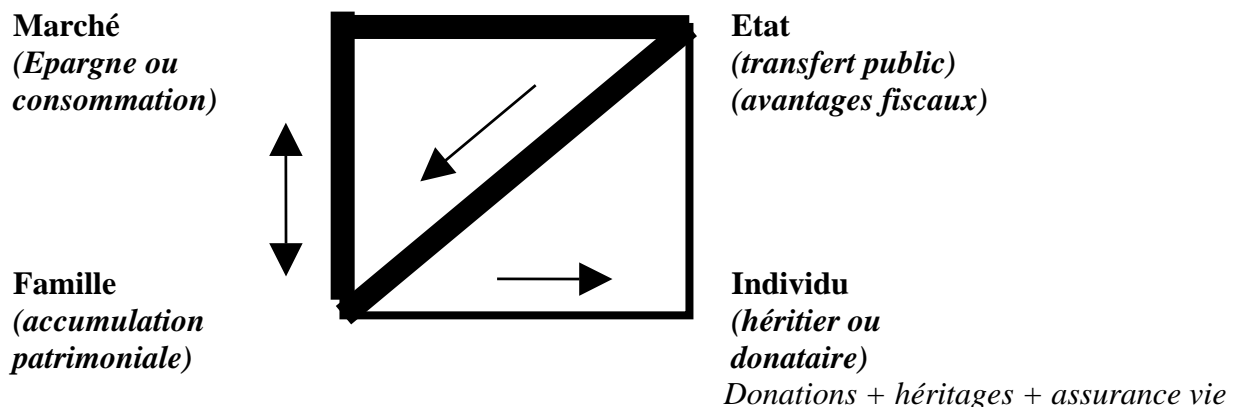 Marché
(Epargne ou
consommation)
Etat
(transfert public)
(avantages fiscaux)
Famille
(accumulation
patrimoniale)
Individu
(héritier ou
donataire)
Donations + héritages + assurance vie